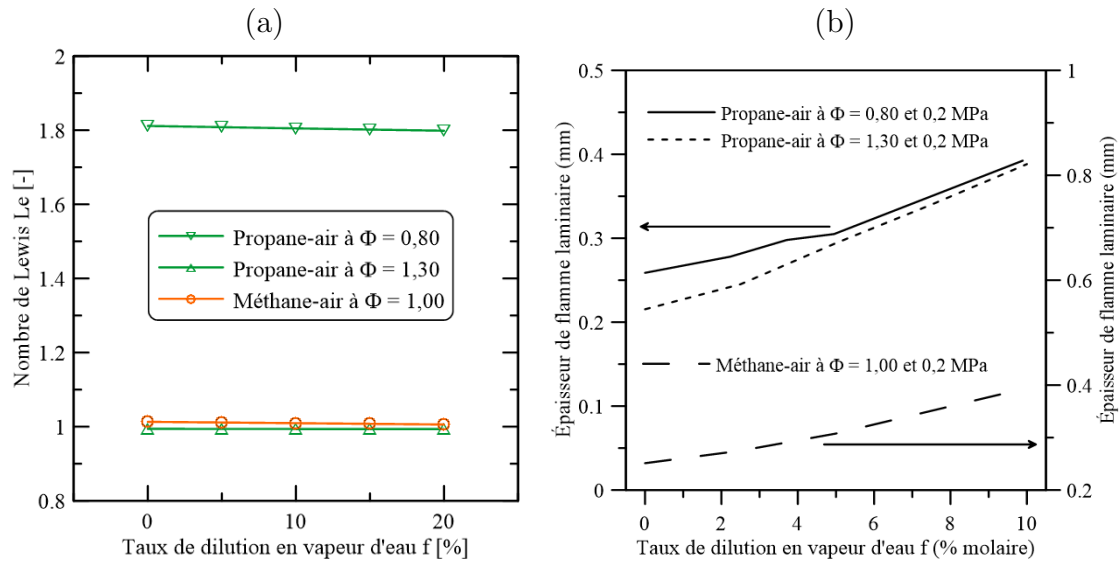 (a)
2
1.8
1.6
1.4
1.2
1
0.8
Nombre de Lewis Le [-]
Propane-air à Φ = 0,80
Propane-air à Φ = 1,30
Méthane-air à Φ = 1,00
0 10 20
Taux de dilution en vapeur d'eau f [%]
(b)
0.5
0.4
0.3
0.2
0.1
0
Épaisseur de flamme laminaire (mm)
Propane-air à Φ = 0,80 et 0,2 MPa
Propane-air à Φ = 1,30 et 0,2 MPa
Méthane-air à Φ = 1,00 et 0,2 MPa
1
0.8
0.6
0.4
0.2
Épaisseur de flamme laminaire (mm)
0 2 4 6 8 10
Taux de dilution en vapeur d'eau f (% molaire)